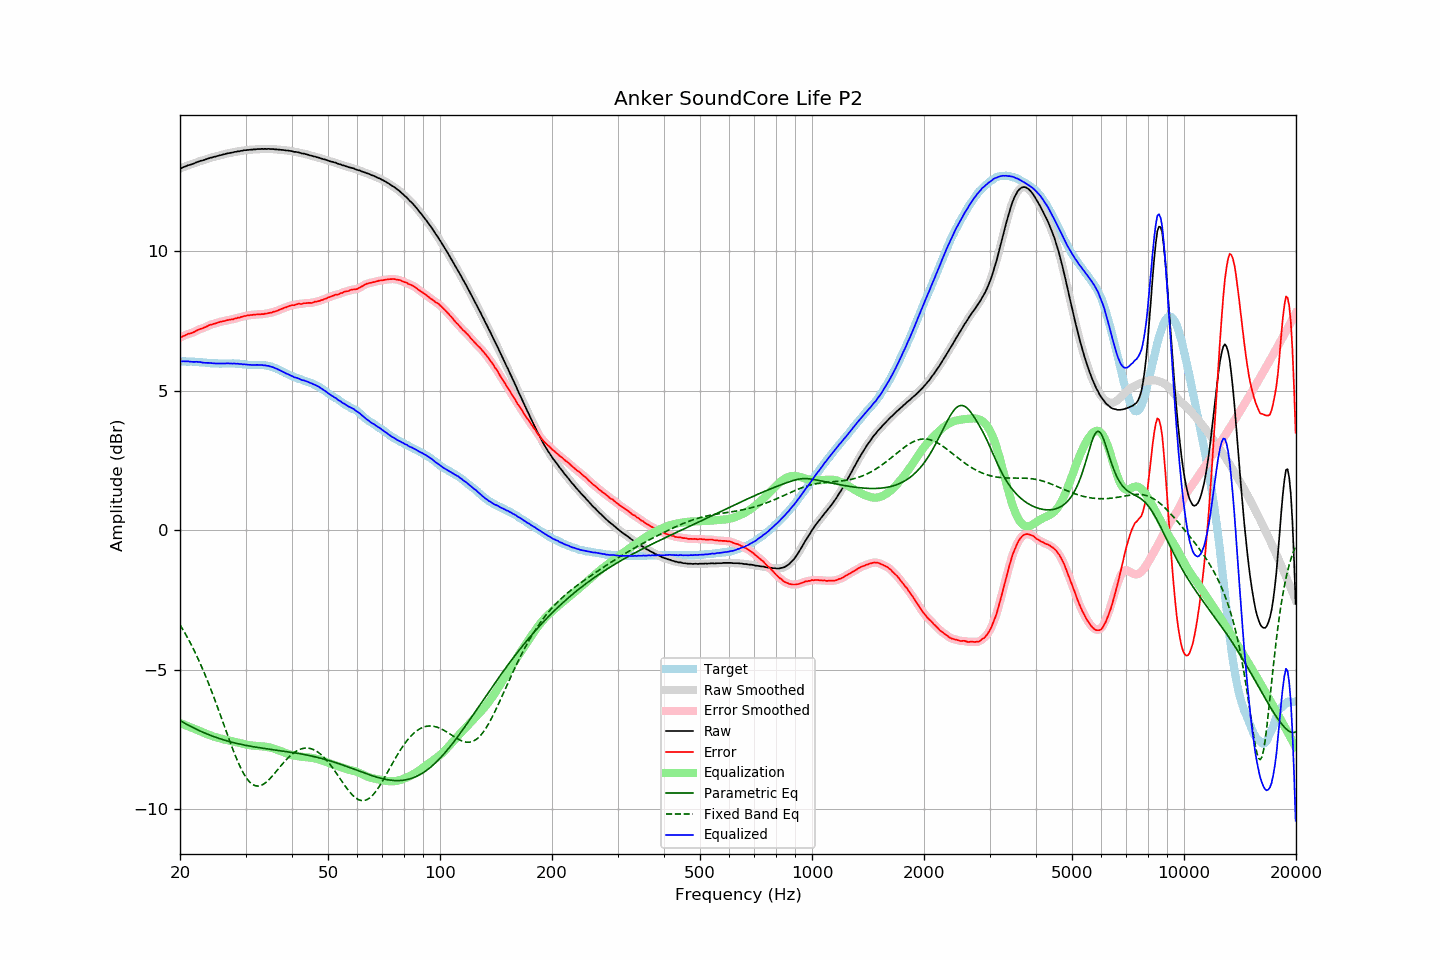 Anker SoundCore Life P2
Amplitude (dBr)
10
5
0
−5
−10
Target
Raw Smoothed
Error Smoothed
Raw
Error
Equalization
Parametric Eq
Fixed Band Eq
Equalized
20 50 100 200 500 1000 2000 5000 10000 20000
Frequency (Hz)